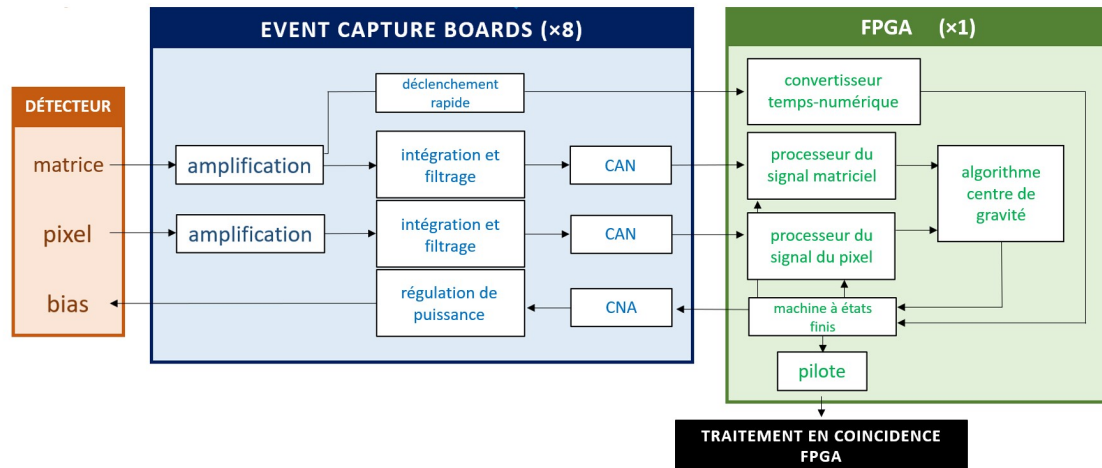 EVENT CAPTURE BOARDS (×8)
FPGA (×1)
DÉTECTEUR
matrice
pixel
bias
déclenchement
rapide
amplification
intégration et
filtrage
CAN
amplification
intégration et
filtrage
CAN
régulation de
puissance
CNA
convertisseur
temps-numérique
processeur du
signal matriciel
algorithme
centre de
gravité
processeur du
signal du pixel
machine à états
finis
pilote
TRAITEMENT EN COINCIDENCE
FPGA